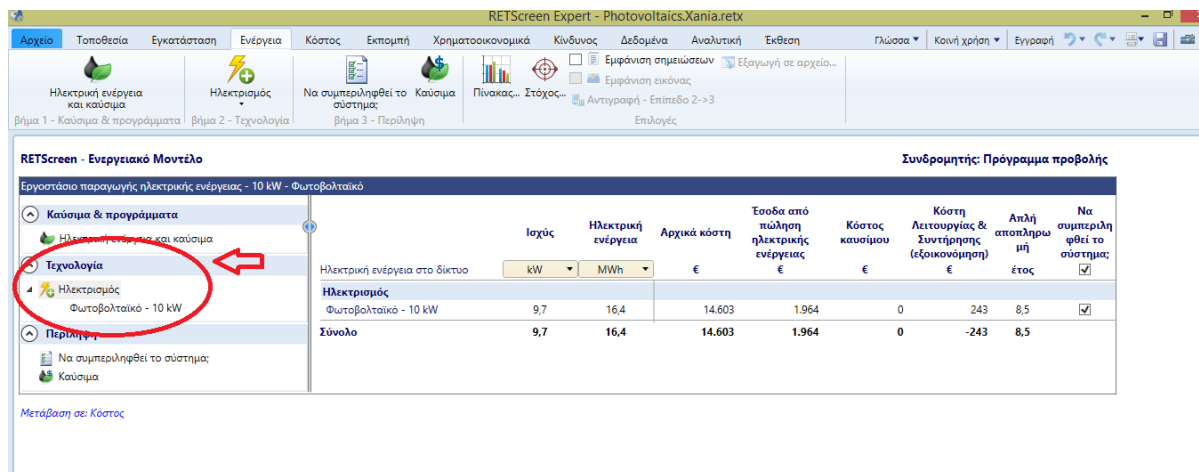 RETScreen Expert - Photovoltaics.Xania.retx
Αρχείο Τοποθεσία Εγκατάσταση Ενέργεια Κόστος Εκπομπή Χρηματοοικονομικά Κίνδυνος Δεδομένα Αναλυτική Έκθεση Γλώσσα Κοινή χρήση Εγγραφή
Ηλεκτρική ενέργεια
και καύσιμα
Ηλεκτρισμός
Να συμπεριληφθεί το
σύστημα;
Καύσιμα
Πίνακας...
Στόχος...
Εμφάνιση σημειώσεων
Εμφάνιση εικόνας
Αντιγραφή - Επίπεδο 2->3
Εξαγωγή σε αρχείο...
βήμα 1 - Καύσιμα & προγράμματα βήμα 2 - Τεχνολογία βήμα 3 - Περίληψη Επιλογές
RETScreen - Ενεργειακό Μοντέλο
Συνδρομητής: Πρόγραμμα προβολής
Εργοστάσιο παραγωγής ηλεκτρικής ενέργειας - 10 kW - Φωτοβολταϊκό
Καύσιμα & προγράμματα
Ηλεκτρική ενέργεια και καύσιμα
Τεχνολογία
Ηλεκτρισμός
Φωτοβολταϊκό - 10 kW
Περίληψη
Να συμπεριληφθεί το σύστημα;
Καύσιμα
Ισχύς
Ηλεκτρική
ενέργεια
Αρχικά κόστη
Έσοδα από
πώληση
ηλεκτρικής
ενέργειας
Κόστος
καυσίμου
Κόστη
Λειτουργίας &
Συντήρησης
(εξοικονόμηση)
Απλή
αποπληρω
μή
Να
συμπεριλη
φθεί το
σύστημα;
Ηλεκτρική ενέργεια στο δίκτυο kW MWh € € € € έτος
Ηλεκτρισμός
Φωτοβολταϊκό - 10 kW 9,7 16,4 14.603 1.964 0 243 8,5
Σύνολο 9,7 16,4 14.603 1.964 0 -243 8,5
Μετάβαση σε: Κόστος